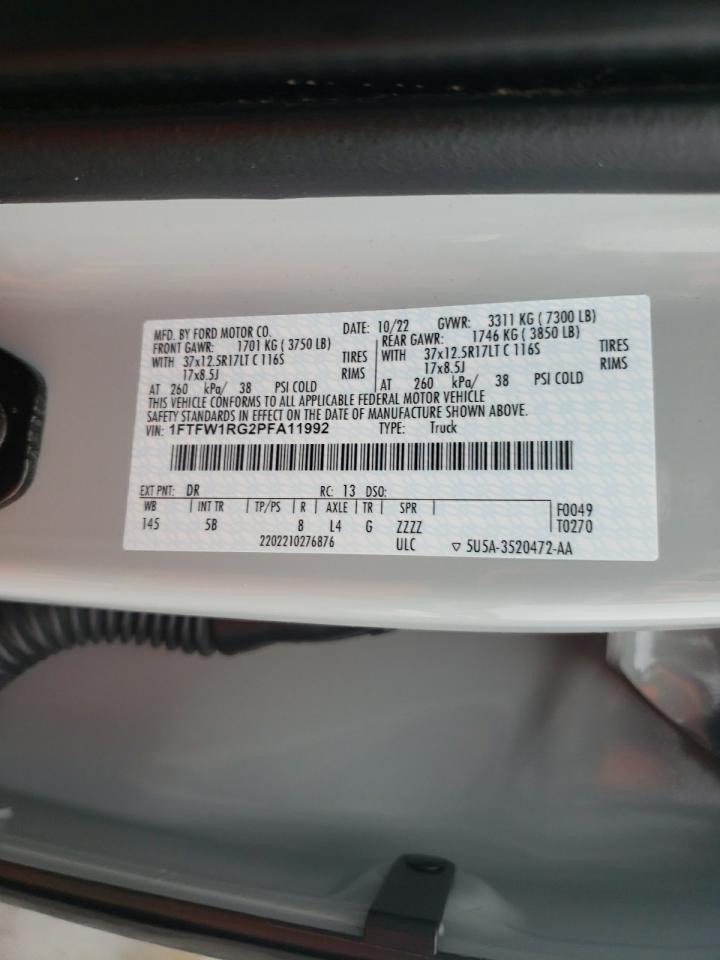 MFD. BY FORD MOTOR CO. DATE: 10/22 GVWR: 3311 KG ( 7300 LB)
FRONT GAWR: 1701 KG ( 3750 LB) REAR GAWR: 1746 KG ( 3850 LB)
WITH 37x12.5R17LT C 116S TIRES WITH 37x12.5R17LT C 116S TIRES
17x8.5J RIMS 17x8.5J RIMS
AT 260 kPa/ 38 PSI COLD AT 260 kPa/ 38 PSI COLD
THIS VEHICLE CONFORMS TO ALL APPLICABLE FEDERAL MOTOR VEHICLE
SAFETY STANDARDS IN EFFECT ON THE DATE OF MANUFACTURE SHOWN ABOVE.
VIN: 1FTFW1RG2PFA11992 TYPE: Truck
EXT PNT: DR RC: 13 DSO:
WB INT TR TP/PS R AXLE TR SPR F0049
145 5B 8 L4 G ZZZZ T0270
2202210276876 ULC ▽ 5U5A-3520472-AA